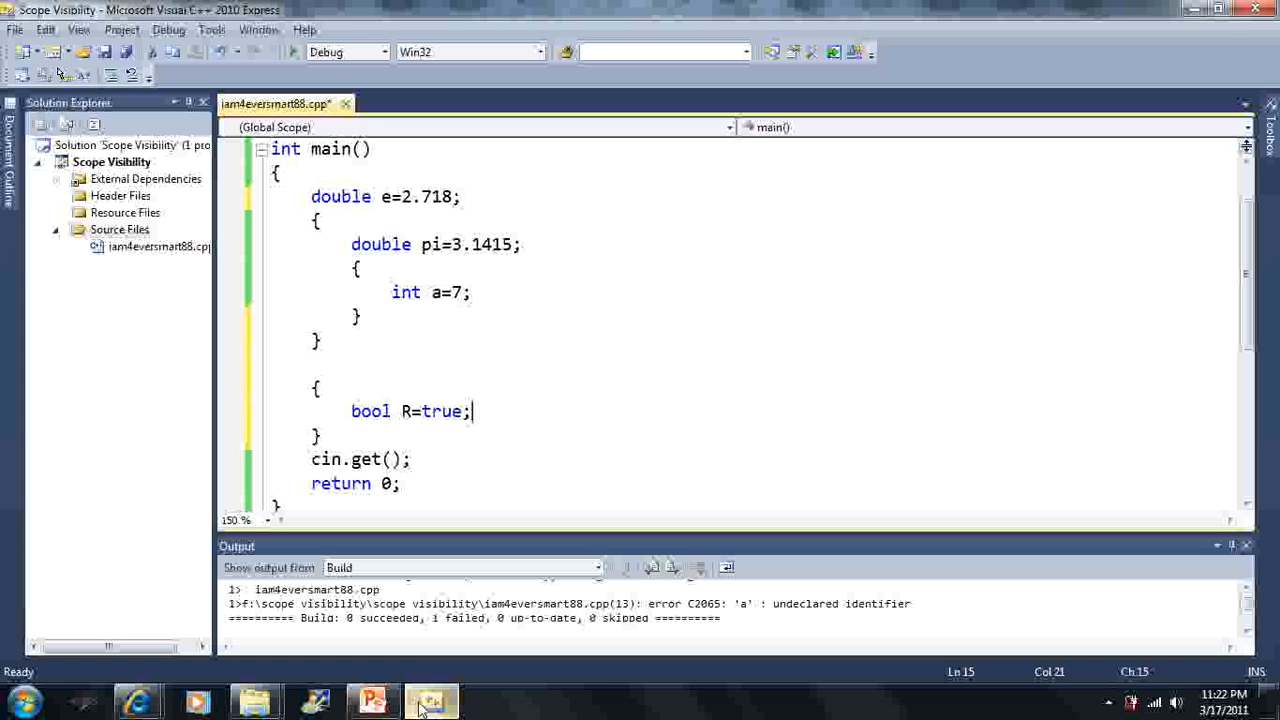 Scope Visibility - Microsoft Visual C++ 2010 Express
File Edit View Project Debug Tools Window Help
Debug Win32
Solution Explorer
iam4eversmart88.cpp*
(Global Scope) main()
Document Outline
Toolbox
Solution 'Scope Visibility' (1 pro
Scope Visibility
External Dependencies
Header Files
Resource Files
Source Files
iam4eversmart88.cpp
int main()
{
double e=2.718;
{
double pi=3.1415;
{
int a=7;
}
}
{
bool R=true;
}
cin.get();
return 0;
}
150 %
Output
Show output from: Build
1> iam4eversmart88.cpp
1>f:\scope visibility\scope visibility\iam4eversmart88.cpp(13): error C2065: 'a' : undeclared identifier
========== Build: 0 succeeded, 1 failed, 0 up-to-date, 0 skipped ==========
Ready Ln 15 Col 21 Ch 15 INS
11:22 PM
3/17/2011